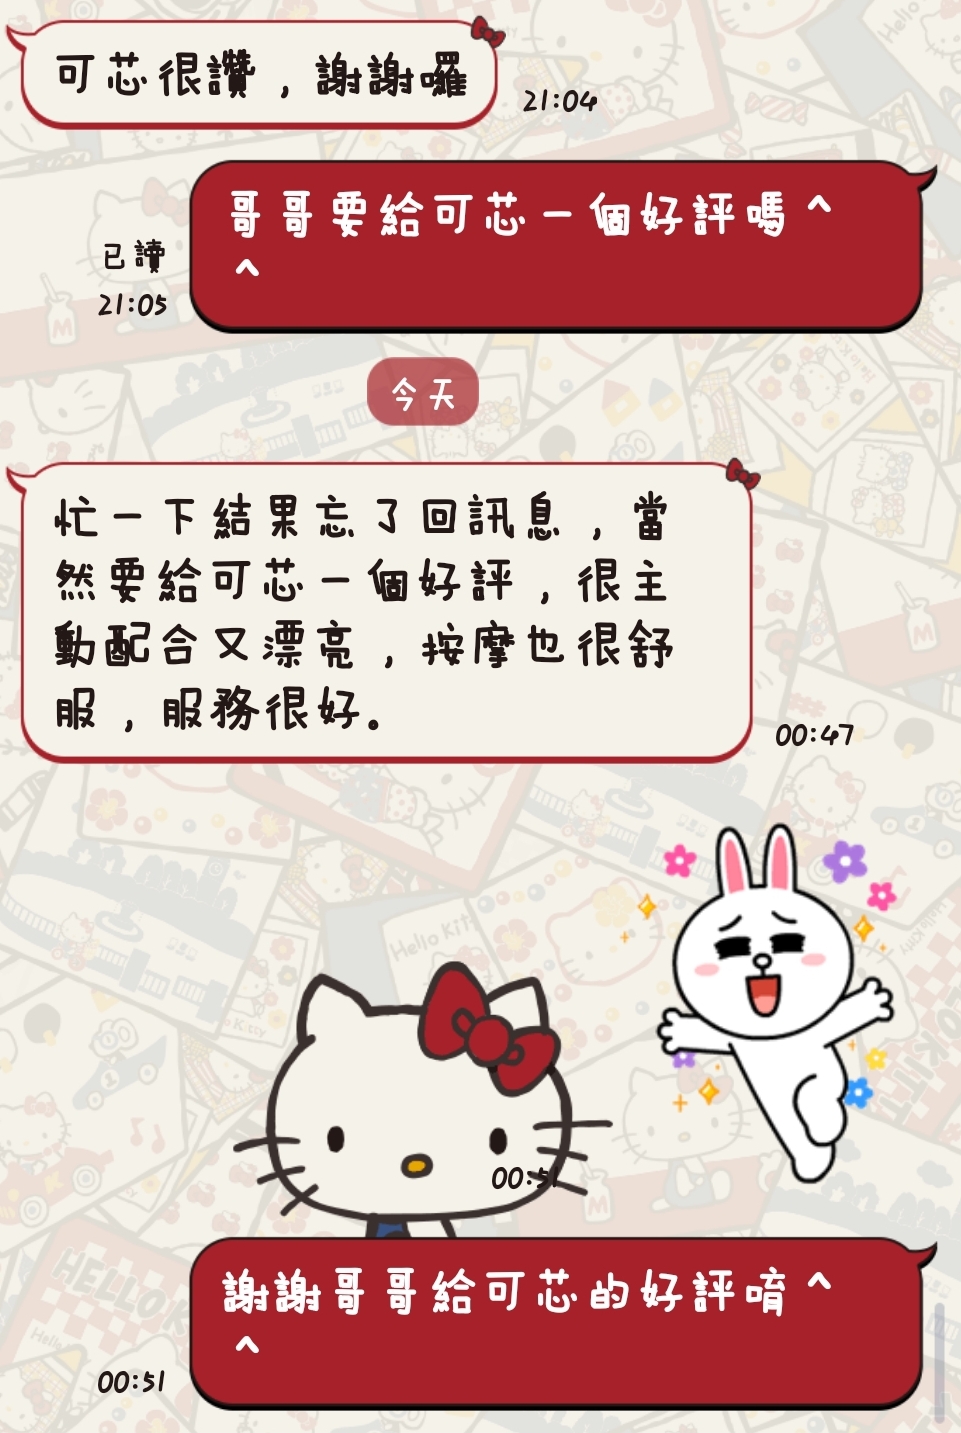 可芯很讚，謝謝囉
21:04
哥哥要給可芯一個好評嗎^
^
已讀
21:05
今天
忙一下結果忘了回訊息，當
然要給可芯一個好評，很主
動配合又漂亮，按摩也很舒
服，服務很好。
00:47
00:51
謝謝哥哥給可芯的好評唷^
^
00:51
Hello Kitty
HELLO K
M
M
M